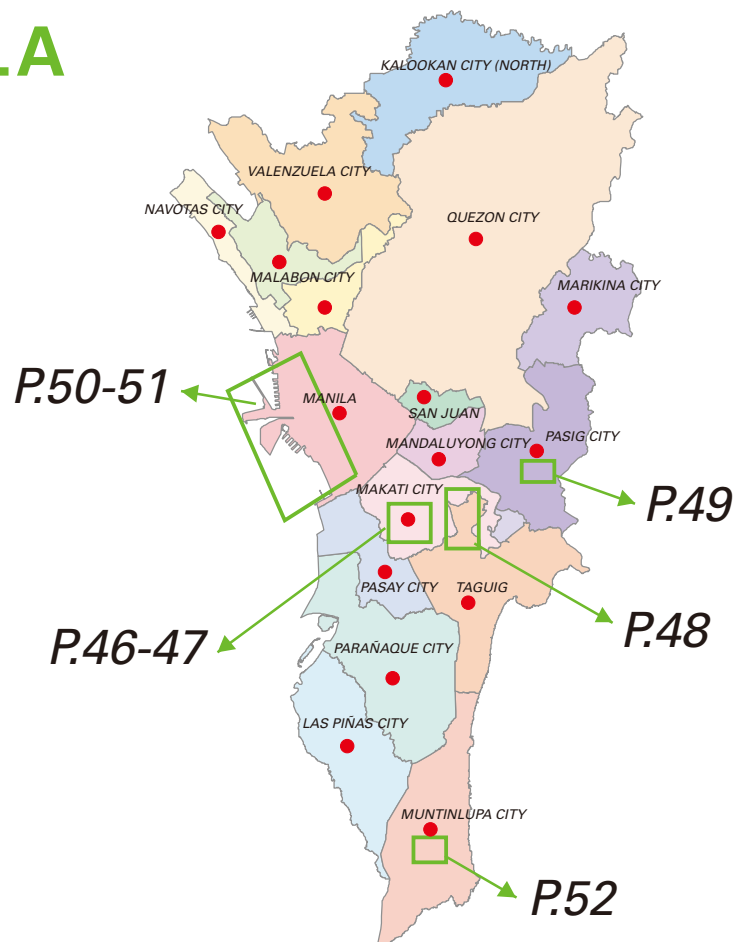 .A
KALOOKAN CITY (NORTH)
VALENZUELA CITY
NAVOTAS CITY
QUEZON CITY
MALABON CITY
MARIKINA CITY
P.50-51
MANILA
SAN JUAN
MANDALUYONG CITY
PASIG CITY
MAKATI CITY
P.49
PASAY CITY
TAGUIG
P.48
P.46-47
PARAÑAQUE CITY
LAS PIÑAS CITY
MUNTINLUPA CITY
P.52